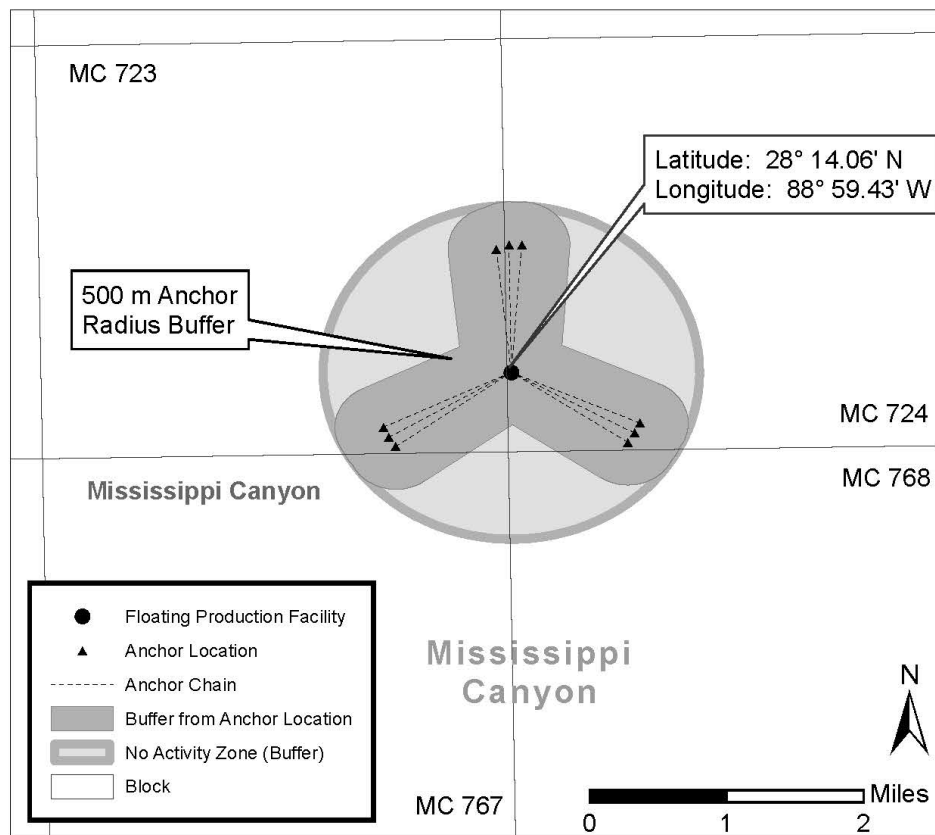 MC 723
Latitude: 28° 14.06' N
Longitude: 88° 59.43' W
500 m Anchor
Radius Buffer
MC 724
MC 768
Mississippi Canyon
Floating Production Facility
Anchor Location
Anchor Chain
Buffer from Anchor Location
No Activity Zone (Buffer)
Block
Mississippi
Canyon
MC 767
N
Miles
0 1 2